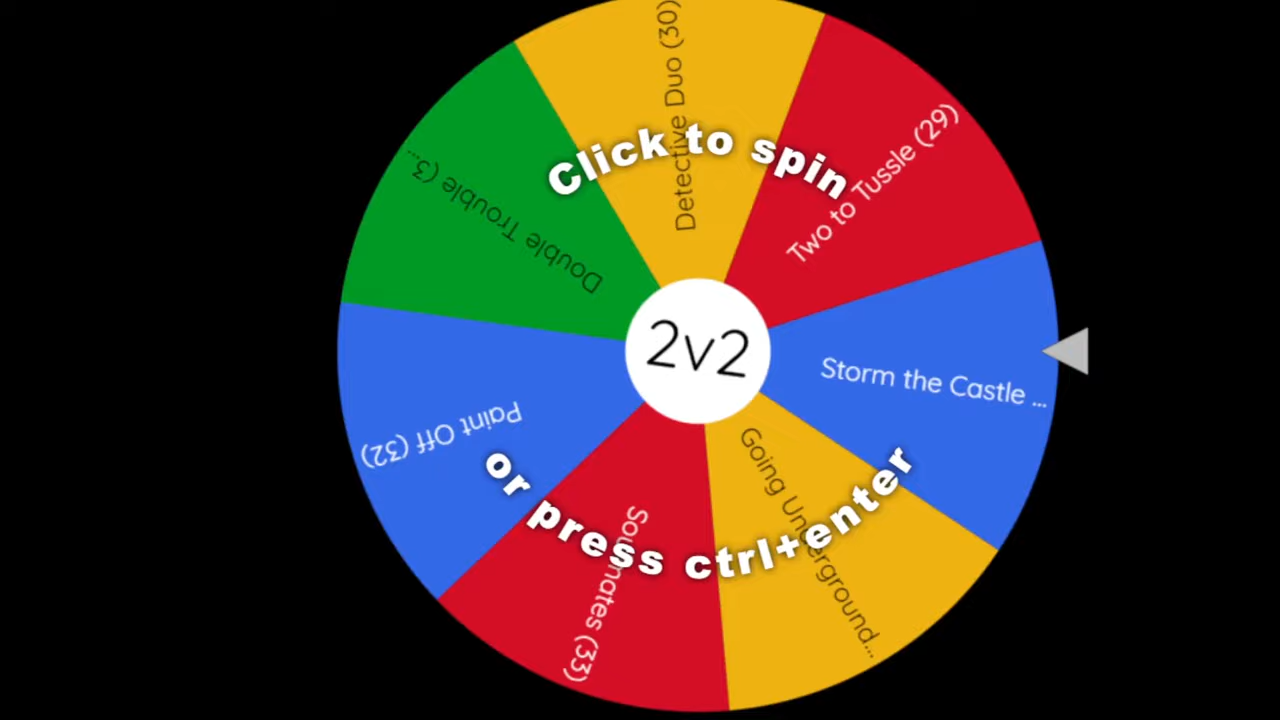 Click to spin
or press ctrl+enter
2v2
Detective Duo (30)
Two to Tussle (29)
Storm the Castle ...
Going Underground...
Soulmates (33)
Paint Off (32)
Double Trouble (3...